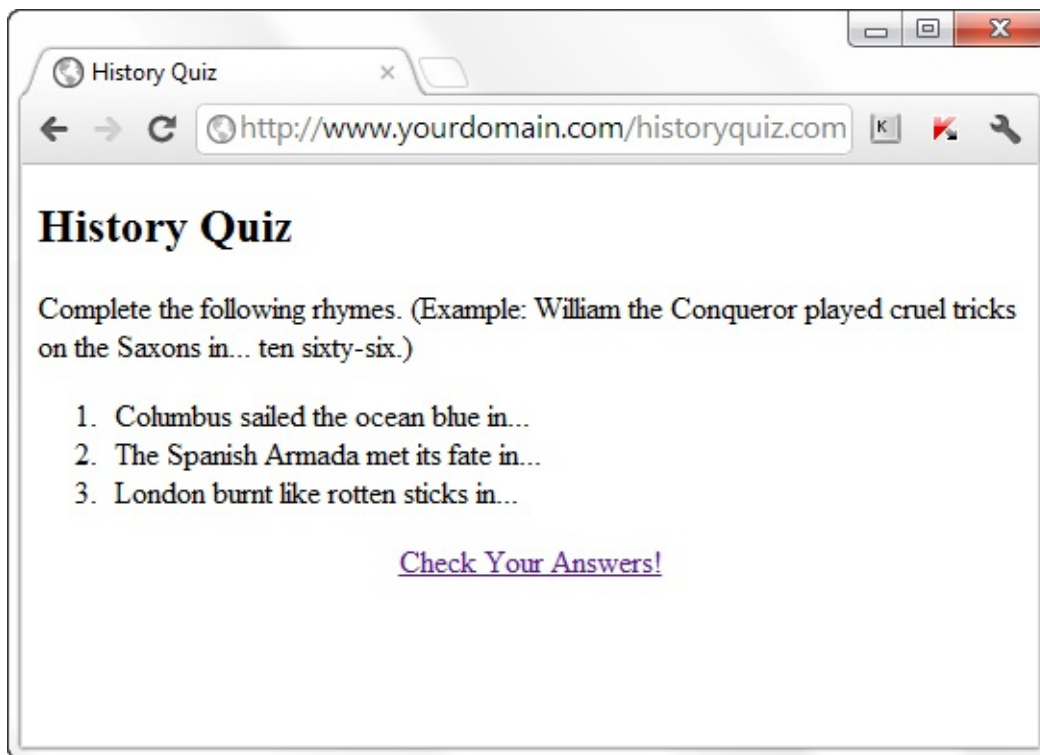 History Quiz
http://www.yourdomain.com/historyquiz.com
K
History Quiz
Complete the following rhymes. (Example: William the Conqueror played cruel tricks
on the Saxons in... ten sixty-six.)
1. Columbus sailed the ocean blue in...
2. The Spanish Armada met its fate in...
3. London burnt like rotten sticks in...
Check Your Answers!